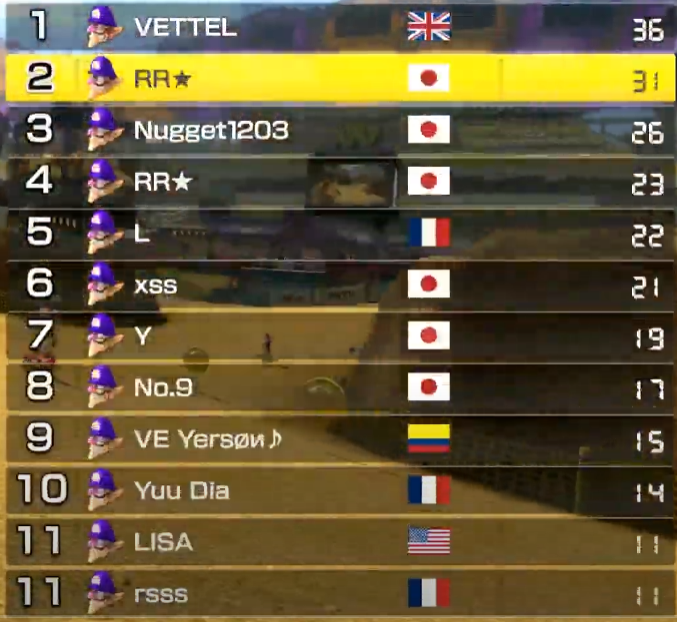 1 VETTEL 36
2 RR★ 31
3 Nugget1203 26
4 RR★ 23
5 L 22
6 xss 21
7 Y 19
8 No.9 17
9 VE Yersøи♪ 15
10 Yuu Dia 14
11 LISA 11
11 rsss 11